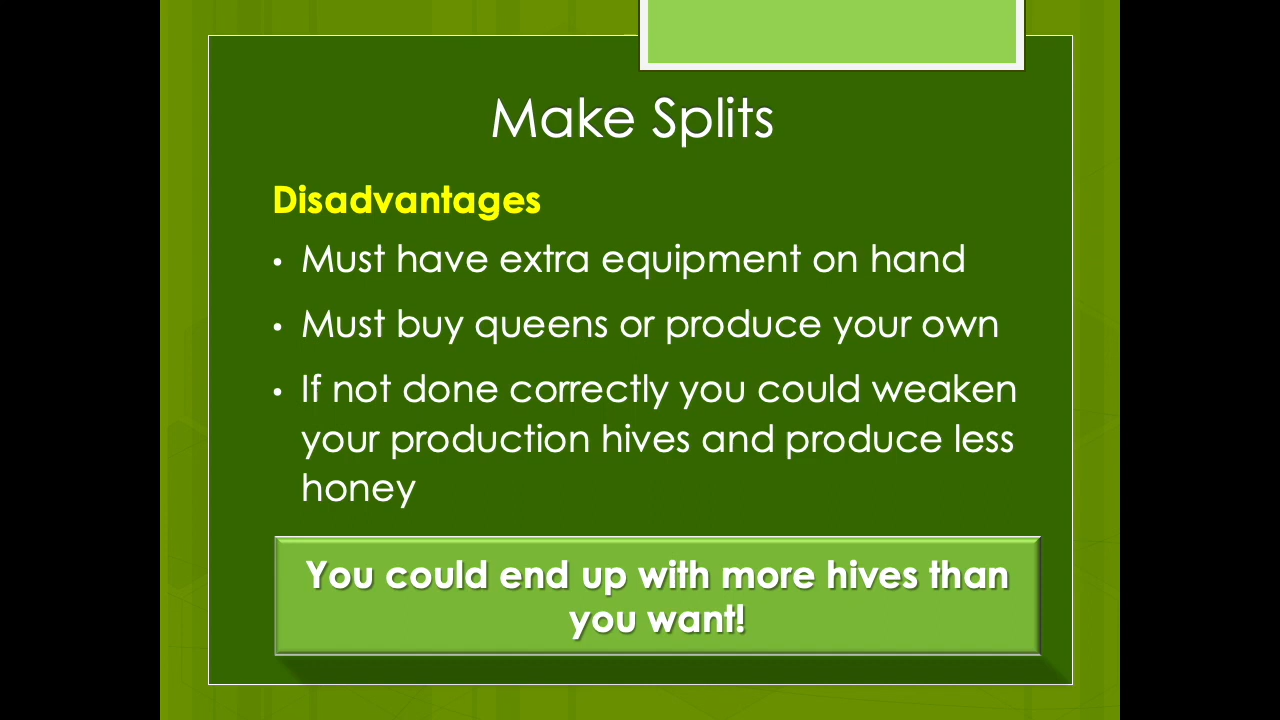 Make Splits
Disadvantages
• Must have extra equipment on hand
• Must buy queens or produce your own
• If not done correctly you could weaken
your production hives and produce less
honey
You could end up with more hives than
you want!